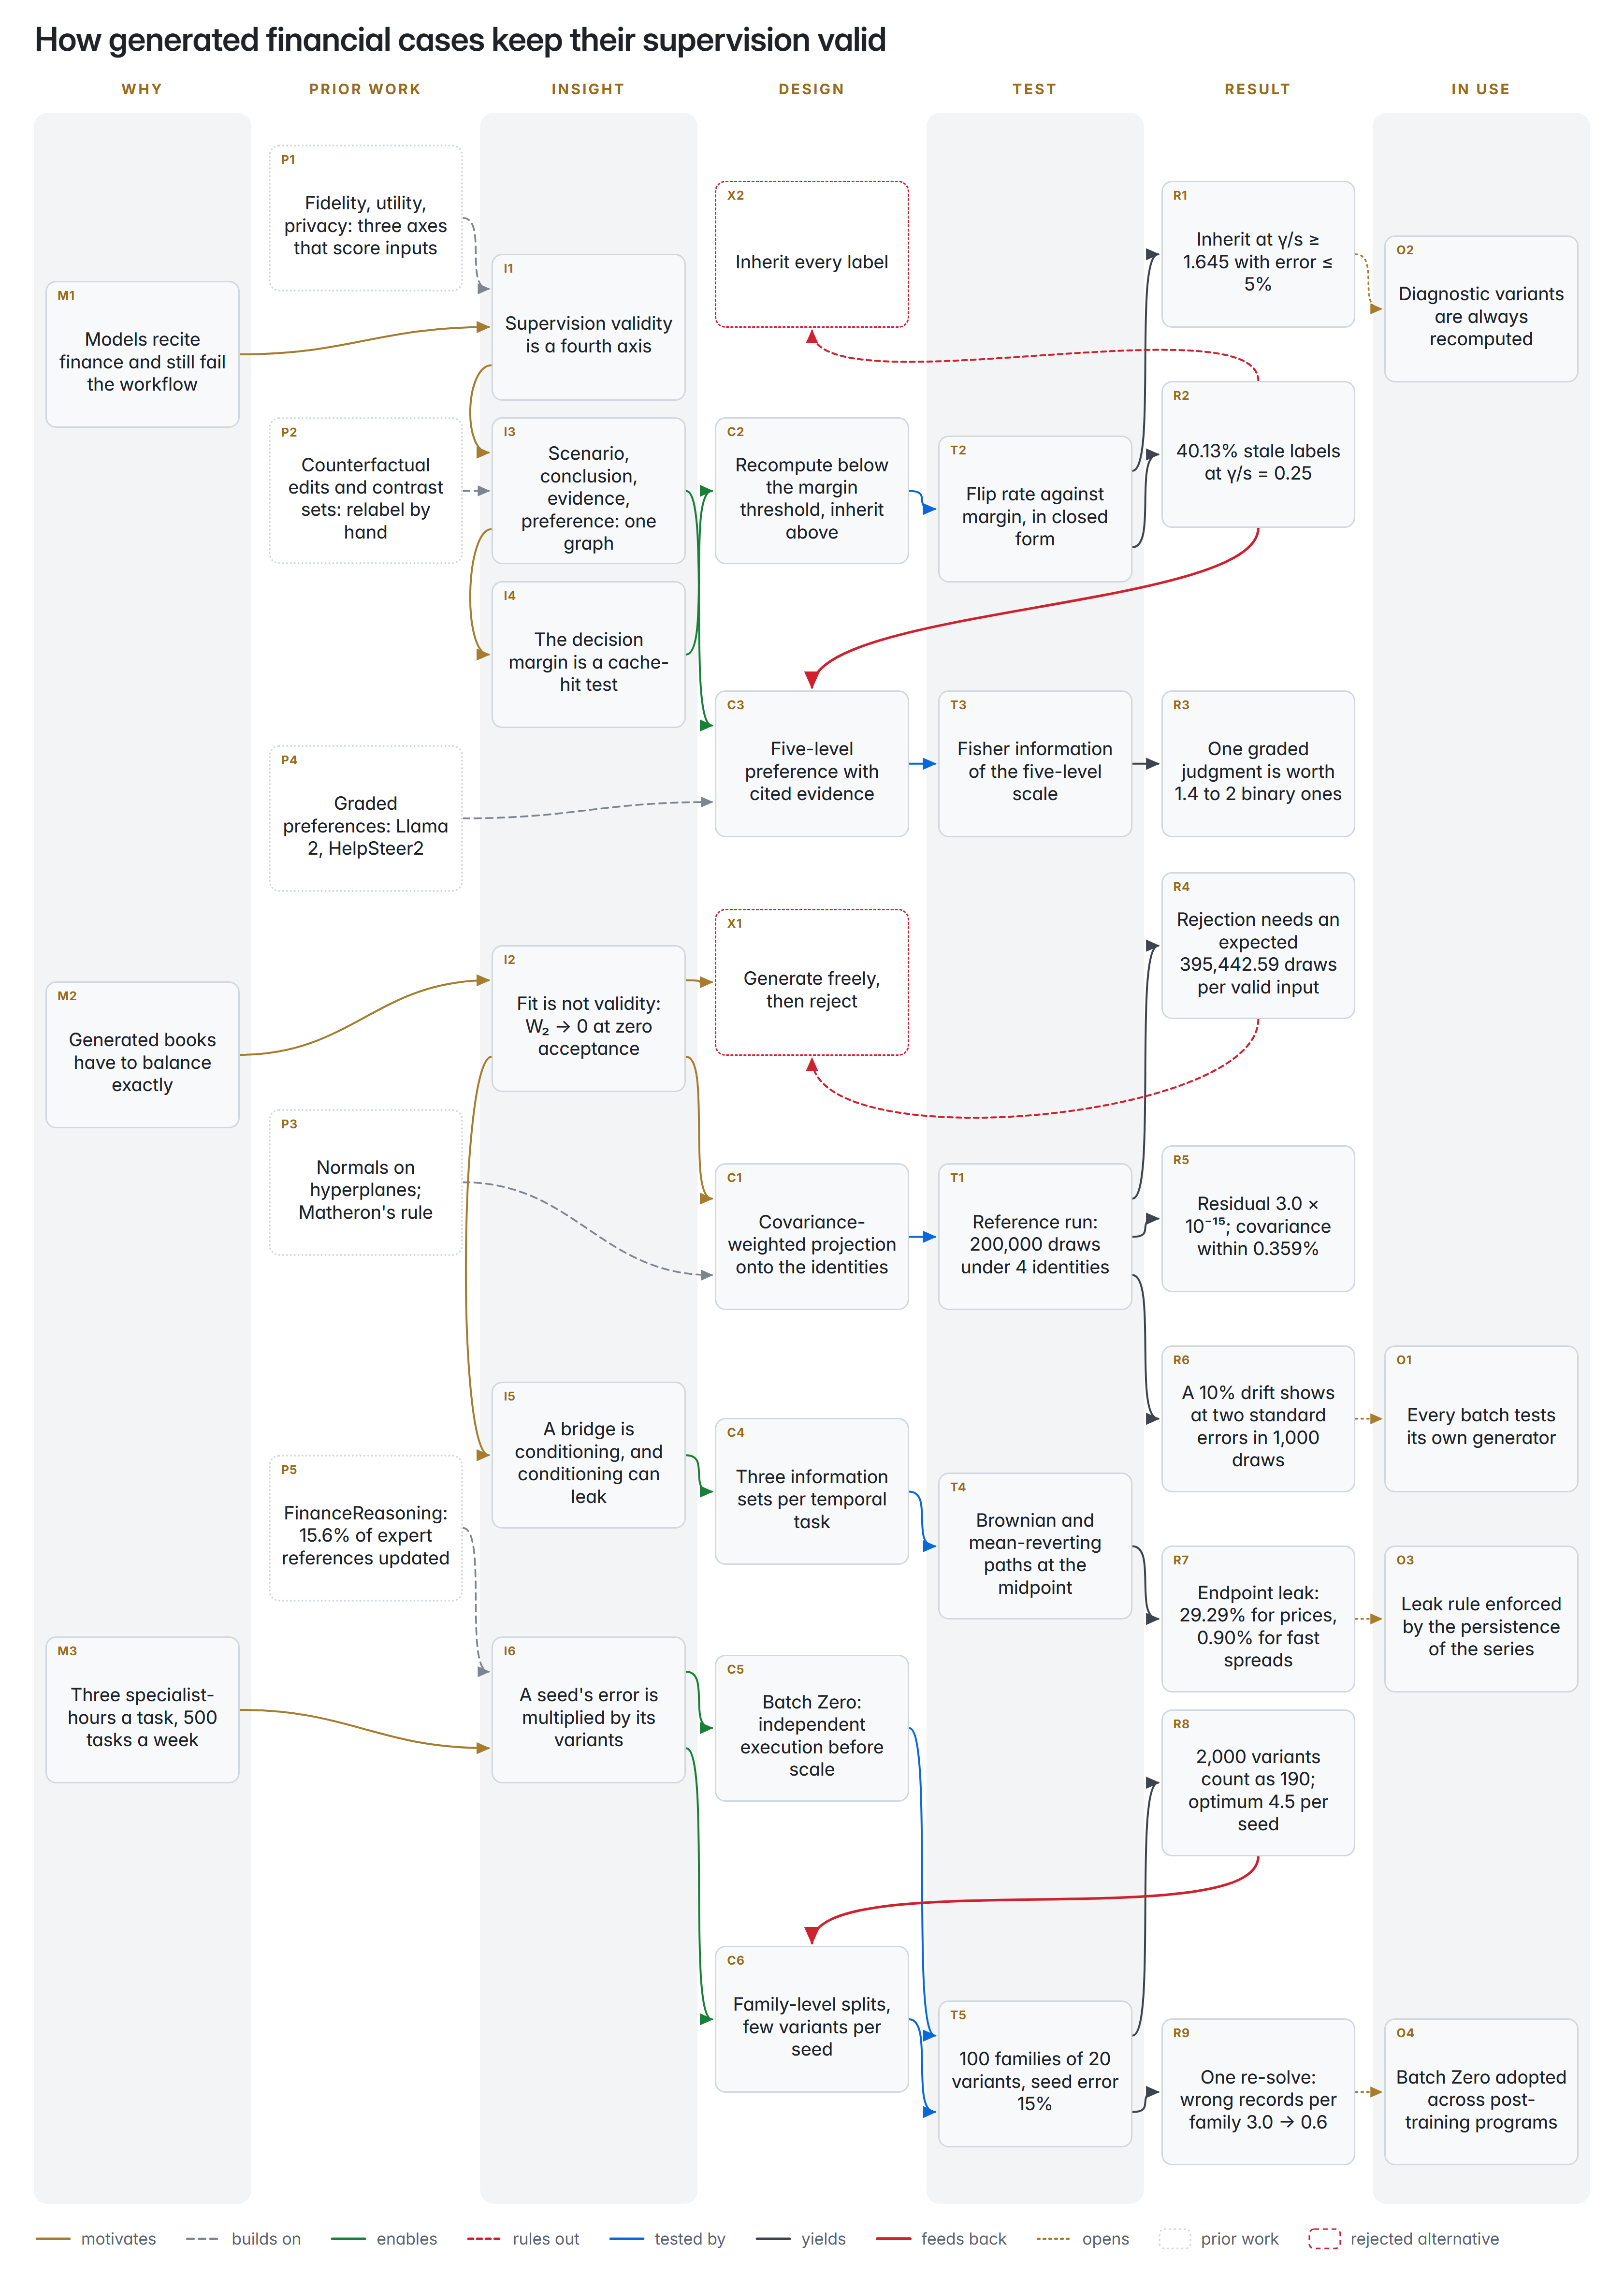 How generated financial cases keep their supervision valid
WHY
PRIOR WORK
INSIGHT
DESIGN
TEST
RESULT
IN USE
M1
Models recite
finance and still fail
the workflow
M2
Generated books
have to balance
exactly
M3
Three specialist-
hours a task, 500
tasks a week
P1
Fidelity, utility,
privacy: three axes
that score inputs
P2
Counterfactual
edits and contrast
sets: relabel by
hand
P4
Graded
preferences: Llama
2, HelpSteer2
P3
Normals on
hyperplanes;
Matheron's rule
P5
FinanceReasoning:
15.6% of expert
references updated
I1
Supervision validity
is a fourth axis
I3
Scenario,
conclusion,
evidence,
preference: one
graph
I4
The decision
margin is a cache-
hit test
I2
Fit is not validity:
W₂ → 0 at zero
acceptance
I5
A bridge is
conditioning, and
conditioning can
leak
I6
A seed's error is
multiplied by its
variants
X2
Inherit every label
C2
Recompute below
the margin
threshold, inherit
above
C3
Five-level
preference with
cited evidence
X1
Generate freely,
then reject
C1
Covariance-
weighted projection
onto the identities
C4
Three information
sets per temporal
task
C5
Batch Zero:
independent
execution before
scale
C6
Family-level splits,
few variants per
seed
T2
Flip rate against
margin, in closed
form
T3
Fisher information
of the five-level
scale
T1
Reference run:
200,000 draws
under 4 identities
T4
Brownian and
mean-reverting
paths at the
midpoint
T5
100 families of 20
variants, seed error
15%
R1
Inherit at γ/s ≥
1.645 with error ≤
5%
R2
40.13% stale labels
at γ/s = 0.25
R3
One graded
judgment is worth
1.4 to 2 binary ones
R4
Rejection needs an
expected
395,442.59 draws
per valid input
R5
Residual 3.0 ×
10⁻¹⁵; covariance
within 0.359%
R6
A 10% drift shows
at two standard
errors in 1,000
draws
R7
Endpoint leak:
29.29% for prices,
0.90% for fast
spreads
R8
2,000 variants
count as 190;
optimum 4.5 per
seed
R9
One re-solve:
wrong records per
family 3.0 → 0.6
O2
Diagnostic variants
are always
recomputed
O1
Every batch tests
its own generator
O3
Leak rule enforced
by the persistence
of the series
O4
Batch Zero adopted
across post-
training programs
motivates
builds on
enables
rules out
tested by
yields
feeds back
opens
prior work
rejected alternative